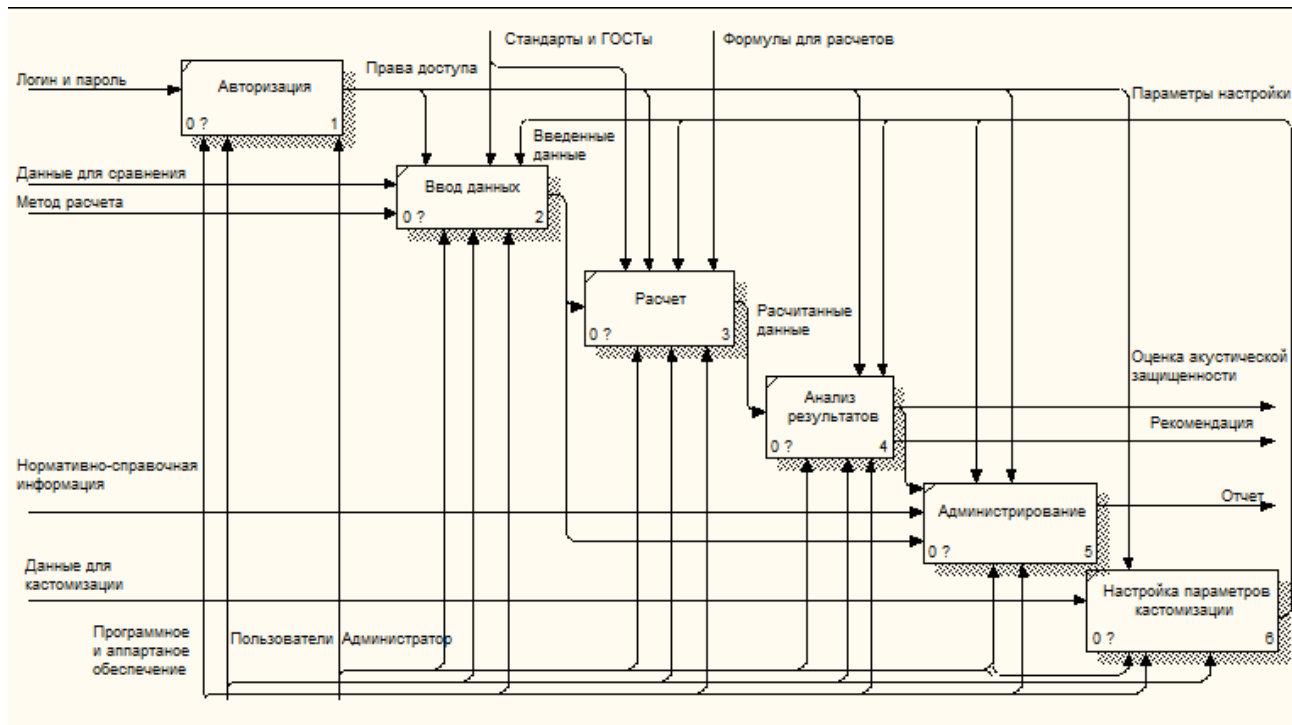 Стандарты и ГОСТы
Формулы для расчетов
Логин и пароль
Авторизация
0 ?
1
Права доступа
Параметры настройки
Введенные
данные
Данные для сравнения
Метод расчета
Ввод данных
0 ?
2
Расчет
0 ?
3
Расчитанные
данные
Оценка акустической
защищенности
Анализ
результатов
0 ?
4
Рекомендация
Нормативно-справочная
информация
Администрирование
0 ?
5
Отчет
Данные для
кастомизации
Настройка параметров
кастомизации
0 ?
6
Программное
и аппартаное
обеспечение
Пользователи
Администратор